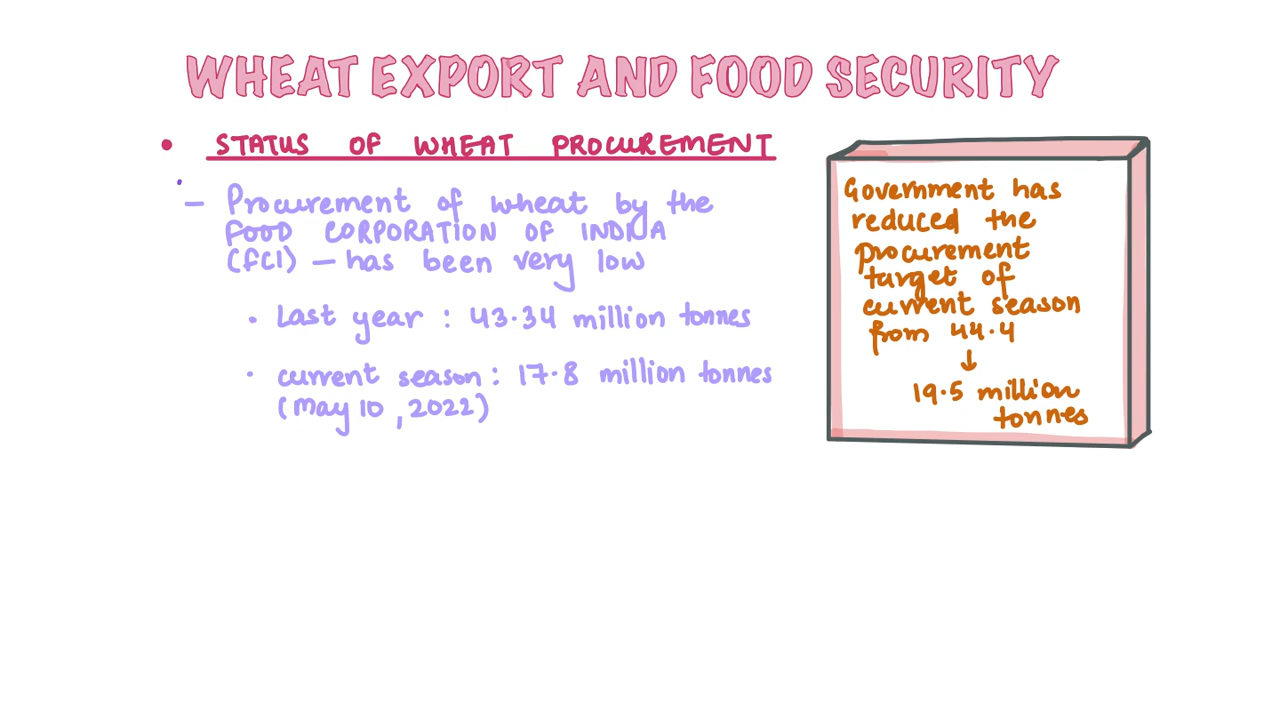 WHEAT EXPORT AND FOOD SECURITY
• STATUS OF WHEAT PROCUREMENT
– Procurement of wheat by the
FOOD CORPORATION OF INDIA
(FCI) – has been very low
• Last year : 43.34 million tonnes
• current season : 17.8 million tonnes
(May 10, 2022)
Government has
reduced the
procurement
target of
current season
from 44.4
↓
19.5 million
tonnes